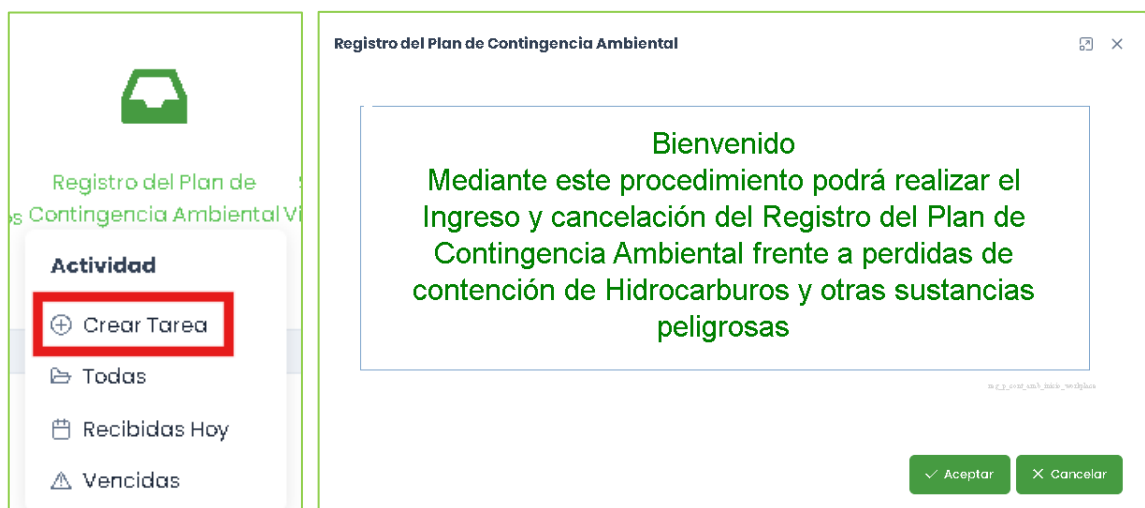 Registro del Plan de
Contingencia Ambiental
Actividad
Crear Tarea
Todas
Recibidas Hoy
Vencidas
Registro del Plan de Contingencia Ambiental
Bienvenido
Mediante este procedimiento podrá realizar el
Ingreso y cancelación del Registro del Plan de
Contingencia Ambiental frente a perdidas de
contención de Hidrocarburos y otras sustancias
peligrosas
Aceptar
Cancelar